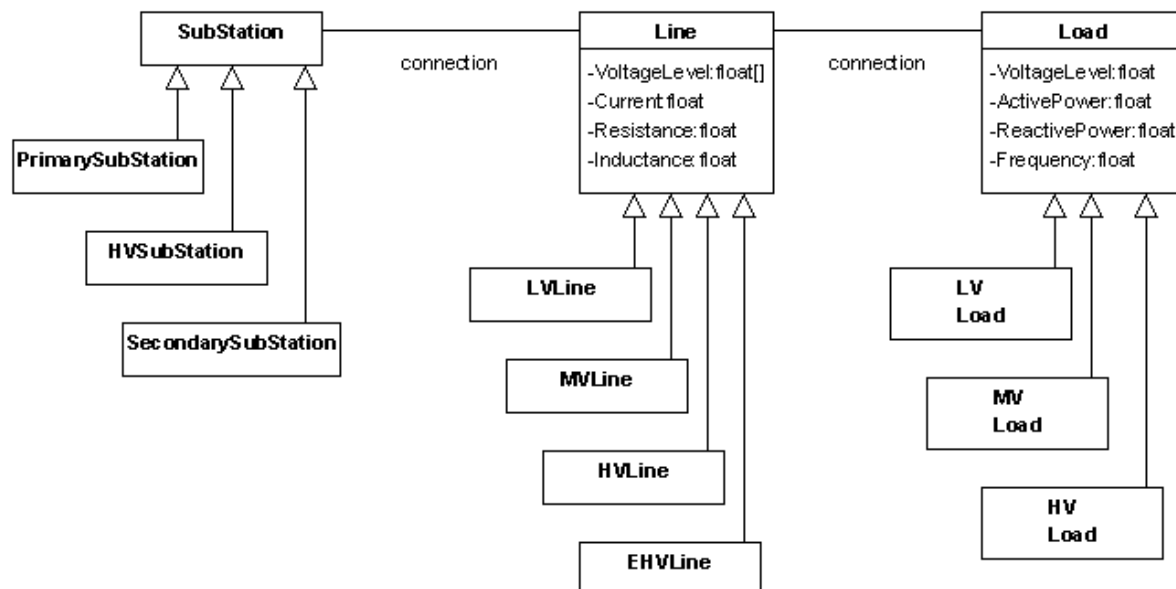 SubStation
connection
Line
-VoltageLevel:float[]
-Current:float
-Resistance:float
-Inductance:float
connection
Load
-VoltageLevel:float
-ActivePower:float
-ReactivePower:float
-Frequency:float
PrimarySubStation
HVSubStation
SecondarySubStation
LVLine
MVLine
HVLine
EHVLine
LV
Load
MV
Load
HV
Load